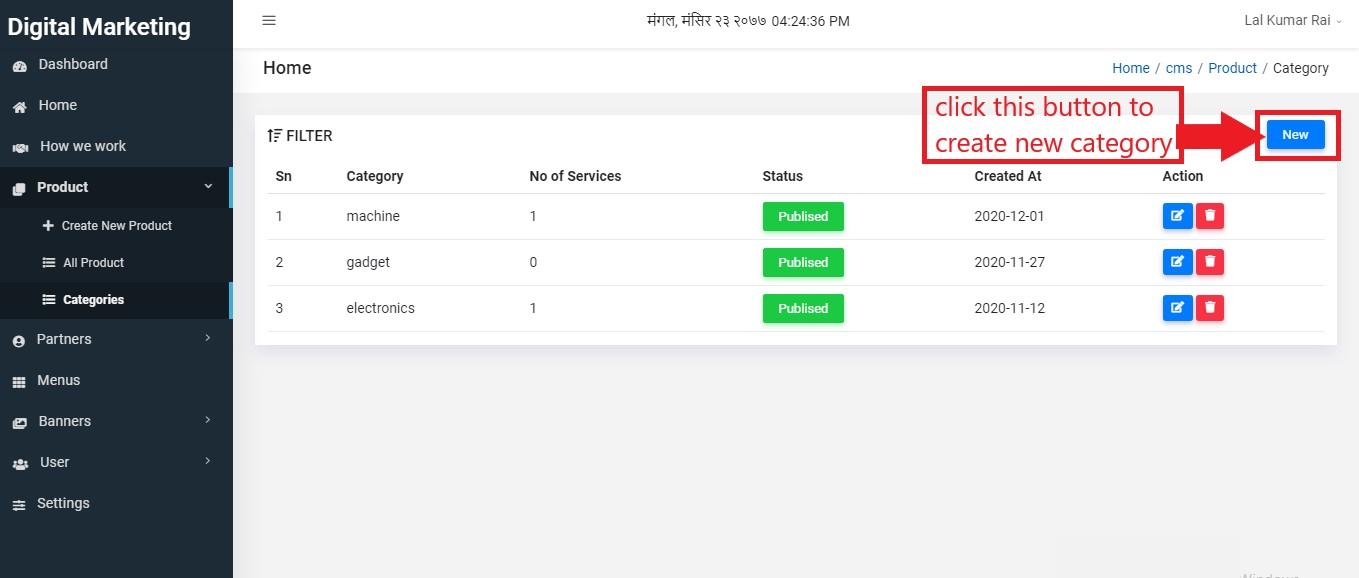 Digital Marketing
मंगल, मंसिर २३ २०७७ 04:24:36 PM
Lal Kumar Rai
Dashboard
Home
How we work
Product
Create New Product
All Product
Categories
Partners
Menus
Banners
User
Settings
Home
Home / cms / Product / Category
click this button to
create new category
FILTER
New
Sn Category No of Services Status Created At Action
1 machine 1 Publised 2020-12-01
2 gadget 0 Publised 2020-11-27
3 electronics 1 Publised 2020-11-12